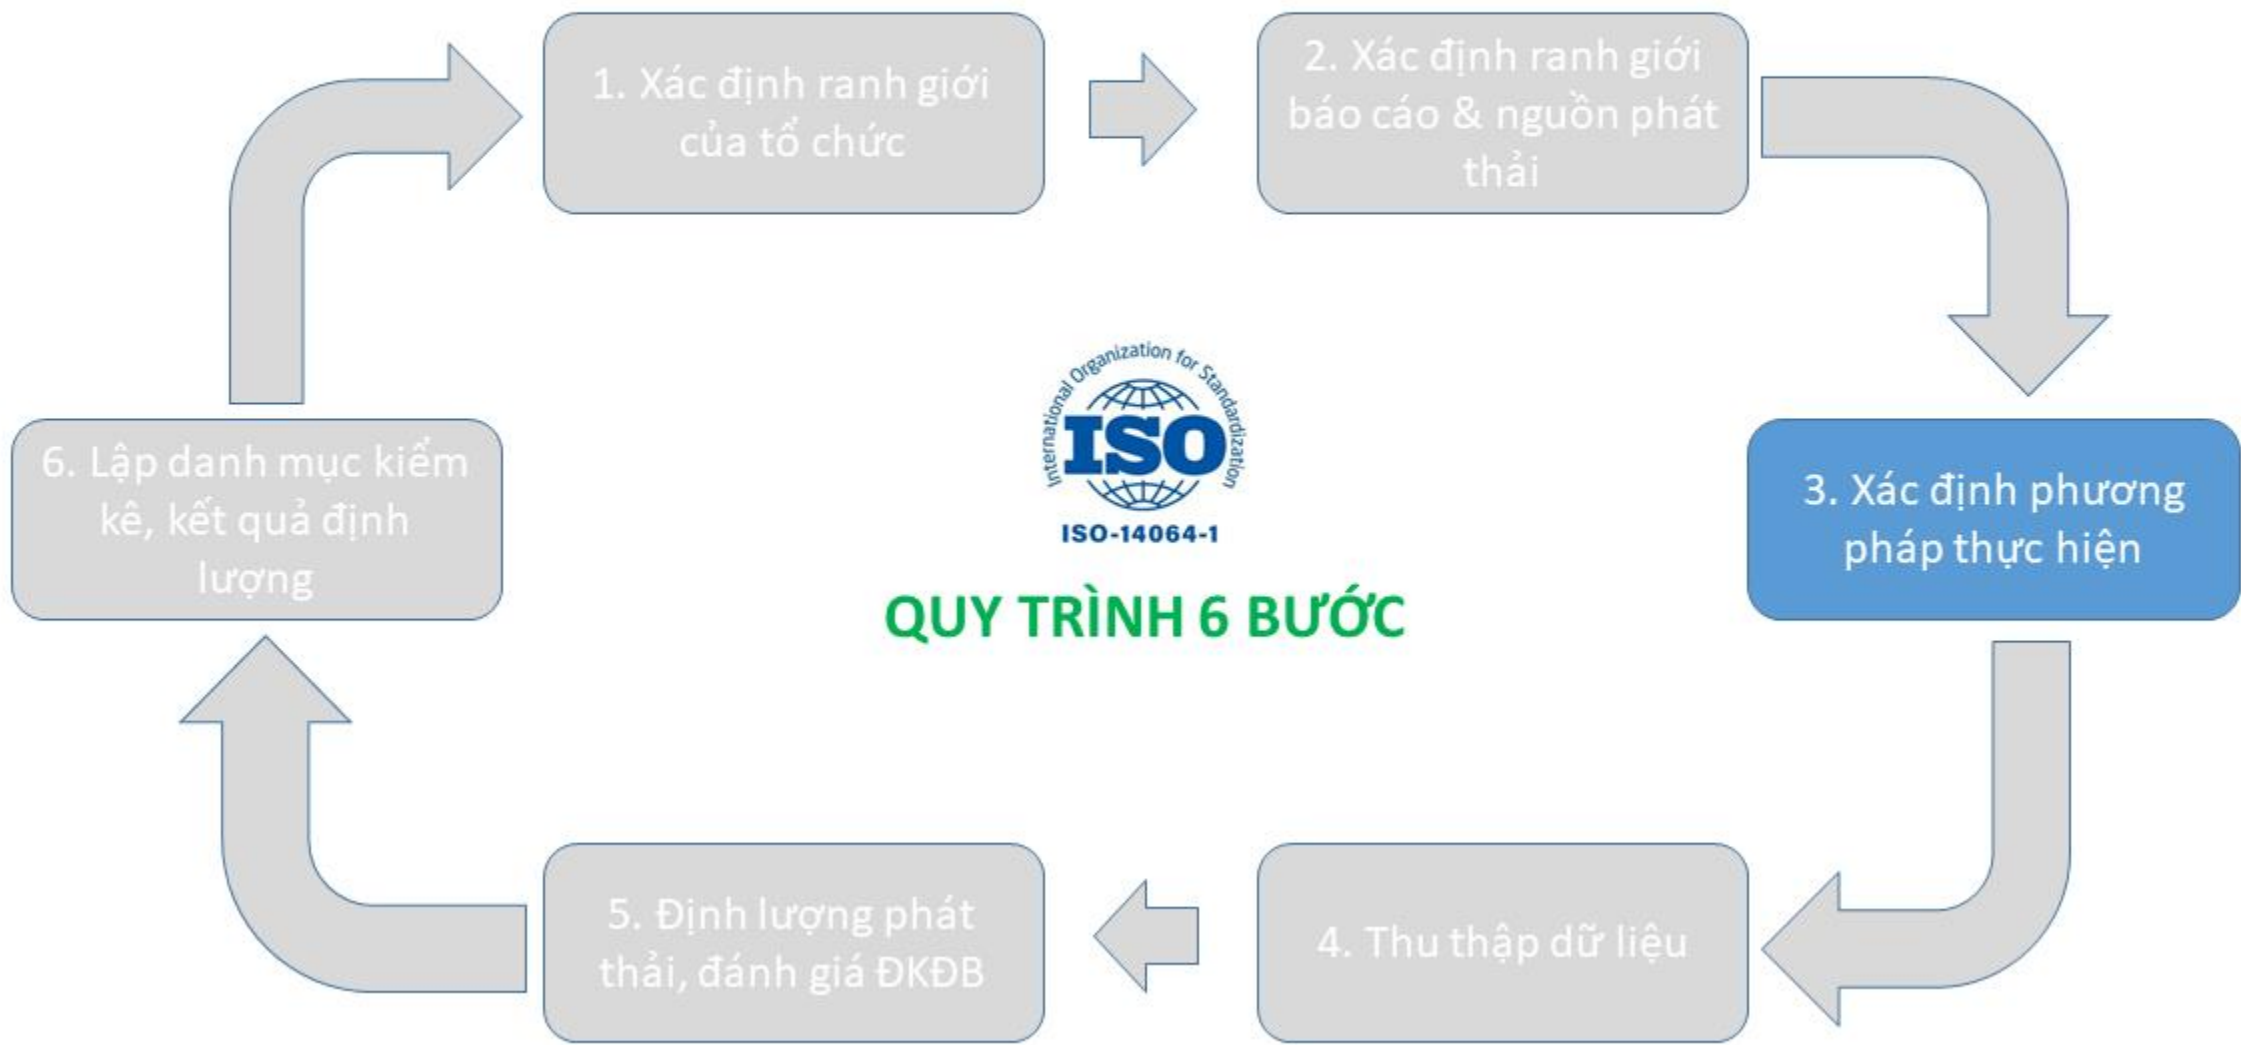 1. Xác định ranh giới
của tổ chức
2. Xác định ranh giới
báo cáo & nguồn phát
thải
3. Xác định phương
pháp thực hiện
4. Thu thập dữ liệu
5. Định lượng phát
thải, đánh giá ĐKĐB
6. Lập danh mục kiểm
kê, kết quả định
lượng
International Organization for Standardization
ISO
ISO-14064-1
QUY TRÌNH 6 BƯỚC